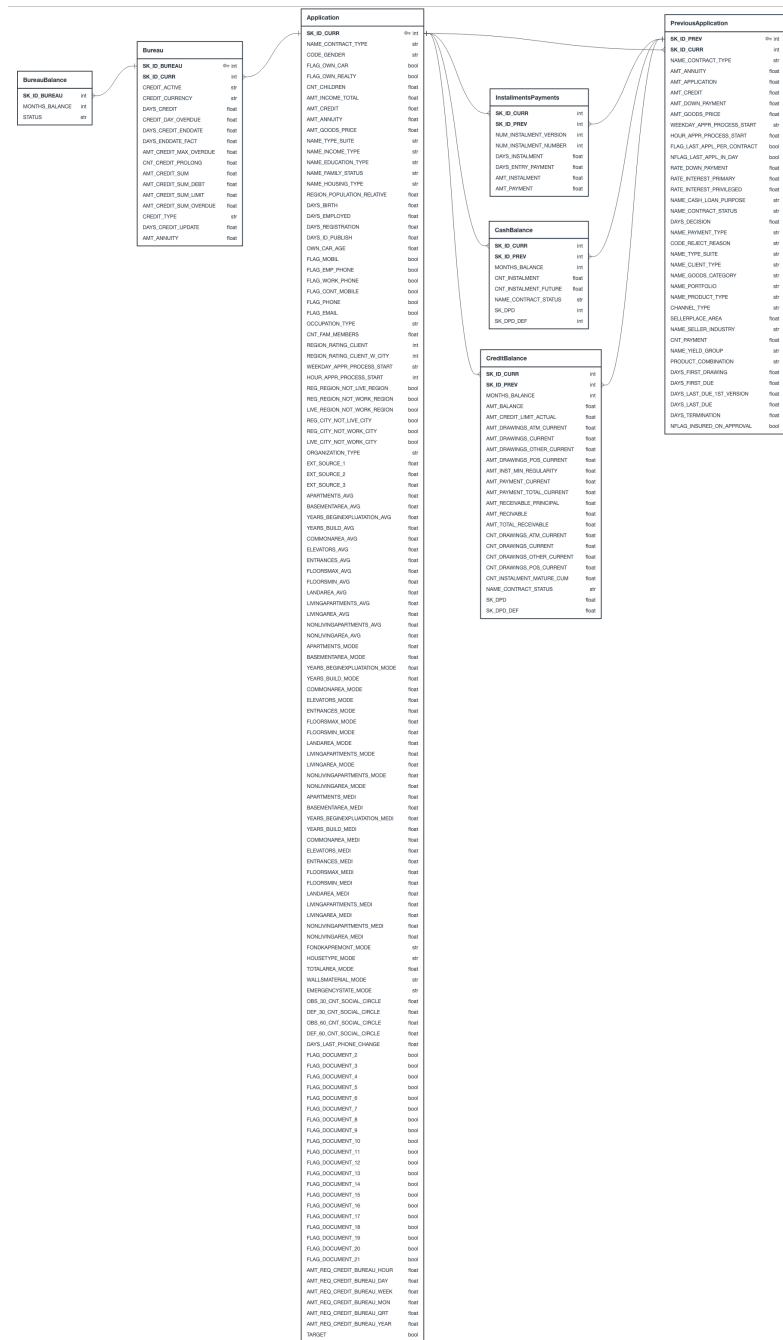 BureauBalance
SK_ID_BUREAU int
MONTHS_BALANCE int
STATUS str
Bureau
SK_ID_BUREAU int
SK_ID_CURR int
CREDIT_ACTIVE str
CREDIT_CURRENCY str
DAYS_CREDIT float
CREDIT_DAY_OVERDUE float
DAYS_CREDIT_ENDDATE float
DAYS_ENDDATE_FACT float
AMT_CREDIT_MAX_OVERDUE float
CNT_CREDIT_PROLONG float
AMT_CREDIT_SUM float
AMT_CREDIT_SUM_DEBT float
AMT_CREDIT_SUM_LIMIT float
AMT_CREDIT_SUM_OVERDUE float
CREDIT_TYPE str
DAYS_CREDIT_UPDATE float
AMT_ANNUITY float
Application
SK_ID_CURR int
NAME_CONTRACT_TYPE str
CODE_GENDER str
FLAG_OWN_CAR bool
FLAG_OWN_REALTY bool
CNT_CHILDREN float
AMT_INCOME_TOTAL float
AMT_CREDIT float
AMT_ANNUITY float
AMT_GOODS_PRICE float
NAME_TYPE_SUITE str
NAME_INCOME_TYPE str
NAME_EDUCATION_TYPE str
NAME_FAMILY_STATUS str
NAME_HOUSING_TYPE str
REGION_POPULATION_RELATIVE float
DAYS_BIRTH float
DAYS_EMPLOYED float
DAYS_REGISTRATION float
DAYS_ID_PUBLISH float
OWN_CAR_AGE float
FLAG_MOBIL bool
FLAG_EMP_PHONE bool
FLAG_WORK_PHONE bool
FLAG_CONT_MOBILE bool
FLAG_PHONE bool
FLAG_EMAIL bool
OCCUPATION_TYPE str
CNT_FAM_MEMBERS float
REGION_RATING_CLIENT int
REGION_RATING_CLIENT_W_CITY int
WEEKDAY_APPR_PROCESS_START str
HOUR_APPR_PROCESS_START int
REG_REGION_NOT_LIVE_REGION bool
REG_REGION_NOT_WORK_REGION bool
LIVE_REGION_NOT_WORK_REGION bool
REG_CITY_NOT_LIVE_CITY bool
REG_CITY_NOT_WORK_CITY bool
LIVE_CITY_NOT_WORK_CITY bool
ORGANIZATION_TYPE str
EXT_SOURCE_1 float
EXT_SOURCE_2 float
EXT_SOURCE_3 float
APARTMENTS_AVG float
BASEMENTAREA_AVG float
YEARS_BEGINEXPLUATATION_AVG float
YEARS_BUILD_AVG float
COMMONAREA_AVG float
ELEVATORS_AVG float
ENTRANCES_AVG float
FLOORSMAX_AVG float
FLOORSMIN_AVG float
LANDAREA_AVG float
LIVINGAPARTMENTS_AVG float
LIVINGAREA_AVG float
NONLIVINGAPARTMENTS_AVG float
NONLIVINGAREA_AVG float
APARTMENTS_MODE float
BASEMENTAREA_MODE float
YEARS_BEGINEXPLUATATION_MODE float
YEARS_BUILD_MODE float
COMMONAREA_MODE float
ELEVATORS_MODE float
ENTRANCES_MODE float
FLOORSMAX_MODE float
FLOORSMIN_MODE float
LANDAREA_MODE float
LIVINGAPARTMENTS_MODE float
LIVINGAREA_MODE float
NONLIVINGAPARTMENTS_MODE float
NONLIVINGAREA_MODE float
APARTMENTS_MEDI float
BASEMENTAREA_MEDI float
YEARS_BEGINEXPLUATATION_MEDI float
YEARS_BUILD_MEDI float
COMMONAREA_MEDI float
ELEVATORS_MEDI float
ENTRANCES_MEDI float
FLOORSMAX_MEDI float
FLOORSMIN_MEDI float
LANDAREA_MEDI float
LIVINGAPARTMENTS_MEDI float
LIVINGAREA_MEDI float
NONLIVINGAPARTMENTS_MEDI float
NONLIVINGAREA_MEDI float
FONDKAPREMONT_MODE str
HOUSETYPE_MODE str
TOTALAREA_MODE float
WALLSMATERIAL_MODE str
EMERGENCYSTATE_MODE str
OBS_30_CNT_SOCIAL_CIRCLE float
DEF_30_CNT_SOCIAL_CIRCLE float
OBS_60_CNT_SOCIAL_CIRCLE float
DEF_60_CNT_SOCIAL_CIRCLE float
DAYS_LAST_PHONE_CHANGE float
FLAG_DOCUMENT_2 bool
FLAG_DOCUMENT_3 bool
FLAG_DOCUMENT_4 bool
FLAG_DOCUMENT_5 bool
FLAG_DOCUMENT_6 bool
FLAG_DOCUMENT_7 bool
FLAG_DOCUMENT_8 bool
FLAG_DOCUMENT_9 bool
FLAG_DOCUMENT_10 bool
FLAG_DOCUMENT_11 bool
FLAG_DOCUMENT_12 bool
FLAG_DOCUMENT_13 bool
FLAG_DOCUMENT_14 bool
FLAG_DOCUMENT_15 bool
FLAG_DOCUMENT_16 bool
FLAG_DOCUMENT_17 bool
FLAG_DOCUMENT_18 bool
FLAG_DOCUMENT_19 bool
FLAG_DOCUMENT_20 bool
FLAG_DOCUMENT_21 bool
AMT_REQ_CREDIT_BUREAU_HOUR float
AMT_REQ_CREDIT_BUREAU_DAY float
AMT_REQ_CREDIT_BUREAU_WEEK float
AMT_REQ_CREDIT_BUREAU_MON float
AMT_REQ_CREDIT_BUREAU_QRT float
AMT_REQ_CREDIT_BUREAU_YEAR float
TARGET bool
InstallmentsPayments
SK_ID_CURR int
SK_ID_PREV int
NUM_INSTALMENT_VERSION int
NUM_INSTALMENT_NUMBER int
DAYS_INSTALMENT float
DAYS_ENTRY_PAYMENT float
AMT_INSTALMENT float
AMT_PAYMENT float
CashBalance
SK_ID_CURR int
SK_ID_PREV int
MONTHS_BALANCE int
CNT_INSTALMENT float
CNT_INSTALMENT_FUTURE float
NAME_CONTRACT_STATUS str
SK_DPD int
SK_DPD_DEF int
CreditBalance
SK_ID_CURR int
SK_ID_PREV int
MONTHS_BALANCE int
AMT_BALANCE float
AMT_CREDIT_LIMIT_ACTUAL float
AMT_DRAWINGS_ATM_CURRENT float
AMT_DRAWINGS_CURRENT float
AMT_DRAWINGS_OTHER_CURRENT float
AMT_DRAWINGS_POS_CURRENT float
AMT_INST_MIN_REGULARITY float
AMT_PAYMENT_CURRENT float
AMT_PAYMENT_TOTAL_CURRENT float
AMT_RECEIVABLE_PRINCIPAL float
AMT_RECIVABLE float
AMT_TOTAL_RECEIVABLE float
CNT_DRAWINGS_ATM_CURRENT float
CNT_DRAWINGS_CURRENT float
CNT_DRAWINGS_OTHER_CURRENT float
CNT_DRAWINGS_POS_CURRENT float
CNT_INSTALMENT_MATURE_CUM float
NAME_CONTRACT_STATUS str
SK_DPD float
SK_DPD_DEF float
PreviousApplication
SK_ID_PREV int
SK_ID_CURR int
NAME_CONTRACT_TYPE str
AMT_ANNUITY float
AMT_APPLICATION float
AMT_CREDIT float
AMT_DOWN_PAYMENT float
AMT_GOODS_PRICE float
WEEKDAY_APPR_PROCESS_START str
HOUR_APPR_PROCESS_START float
FLAG_LAST_APPL_PER_CONTRACT bool
NFLAG_LAST_APPL_IN_DAY bool
RATE_DOWN_PAYMENT float
RATE_INTEREST_PRIMARY float
RATE_INTEREST_PRIVILEGED float
NAME_CASH_LOAN_PURPOSE str
NAME_CONTRACT_STATUS str
DAYS_DECISION float
NAME_PAYMENT_TYPE str
CODE_REJECT_REASON str
NAME_TYPE_SUITE str
NAME_CLIENT_TYPE str
NAME_GOODS_CATEGORY str
NAME_PORTFOLIO str
NAME_PRODUCT_TYPE str
CHANNEL_TYPE str
SELLERPLACE_AREA float
NAME_SELLER_INDUSTRY str
CNT_PAYMENT float
NAME_YIELD_GROUP str
PRODUCT_COMBINATION str
DAYS_FIRST_DRAWING float
DAYS_FIRST_DUE float
DAYS_LAST_DUE_1ST_VERSION float
DAYS_LAST_DUE float
DAYS_TERMINATION float
NFLAG_INSURED_ON_APPROVAL bool